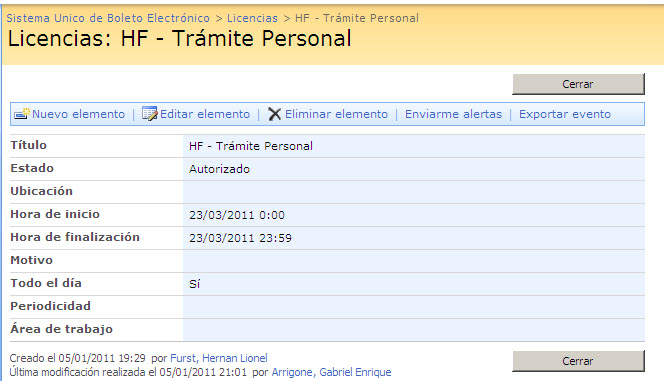 Sistema Unico de Boleto Electrónico > Licencias > HF - Trámite Personal
Licencias: HF - Trámite Personal
Cerrar
Nuevo elemento | Editar elemento | Eliminar elemento | Enviarme alertas | Exportar evento
Título HF - Trámite Personal
Estado Autorizado
Ubicación
Hora de inicio 23/03/2011 0:00
Hora de finalización 23/03/2011 23:59
Motivo
Todo el día Sí
Periodicidad
Área de trabajo
Creado el 05/01/2011 19:29 por Furst, Hernan Lionel
Cerrar
Última modificación realizada el 05/01/2011 21:01 por Arrigone, Gabriel Enrique